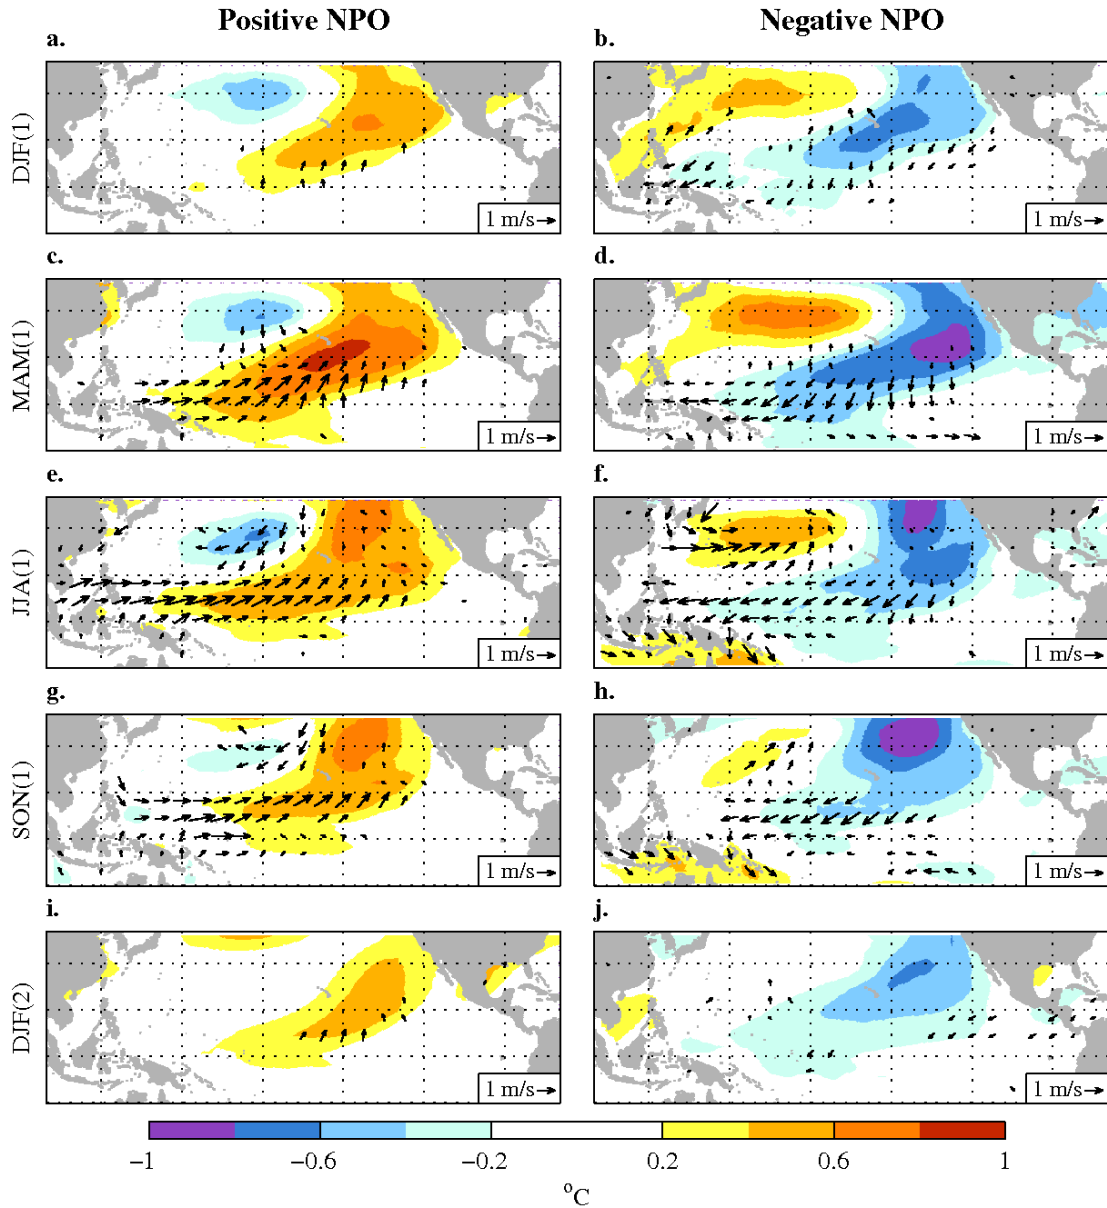 Positive NPO
Negative NPO
a.
b.
DJF(1)
1 m/s
1 m/s
c.
d.
MAM(1)
1 m/s
1 m/s
e.
f.
JJA(1)
1 m/s
1 m/s
g.
h.
SON(1)
1 m/s
1 m/s
i.
j.
DJF(2)
1 m/s
1 m/s
−1 −0.6 −0.2 0.2 0.6 1
°C